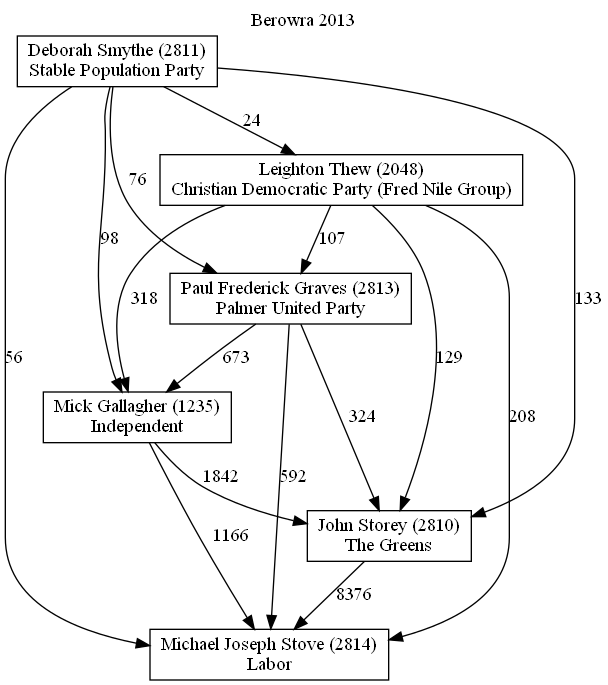 Berowra 2013
Deborah Smythe (2811)
Stable Population Party
24
Leighton Thew (2048)
Christian Democratic Party (Fred Nile Group)
76
98
107
318
133
Paul Frederick Graves (2813)
Palmer United Party
56
673
129
Mick Gallagher (1235)
Independent
324
208
1842
592
1166
John Storey (2810)
The Greens
8376
Michael Joseph Stove (2814)
Labor